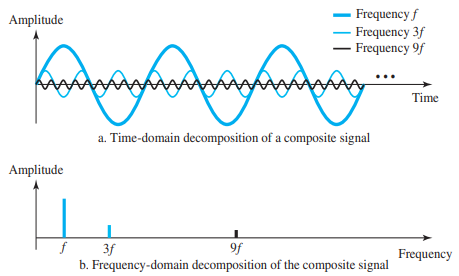 Amplitude
Frequency f
Frequency 3f
Frequency 9f
•••
Time
a. Time-domain decomposition of a composite signal
Amplitude
f 3f 9f
Frequency
b. Frequency-domain decomposition of the composite signal